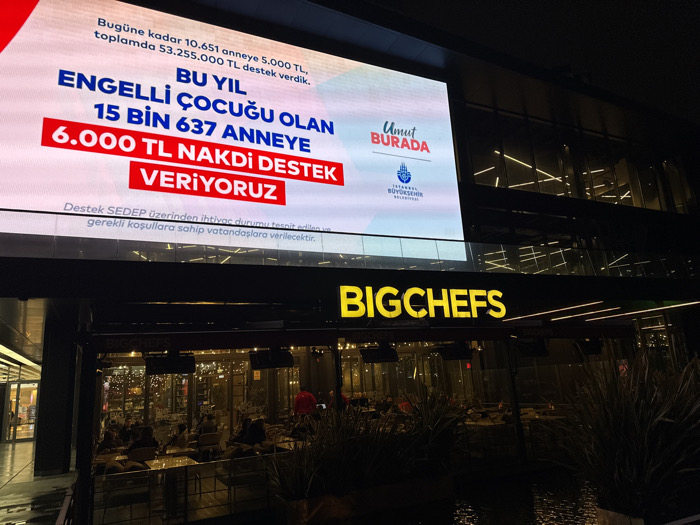 Bugüne kadar 10.651 anneye 5.000 TL,
toplamda 53.255.000 TL destek verdik.
BU YIL
ENGELLİ ÇOCUĞU OLAN
15 BİN 637 ANNEYE
6.000 TL NAKDİ DESTEK
VERİYORUZ
Destek SEDEP üzerinden ihtiyaç durumu tespit edilen ve
gerekli koşullara sahip vatandaşlara verilecektir.
Umut
BURADA
İSTANBUL
BÜYÜKŞEHİR
BELEDİYESİ
BIGCHEFS
BIGCHEFS